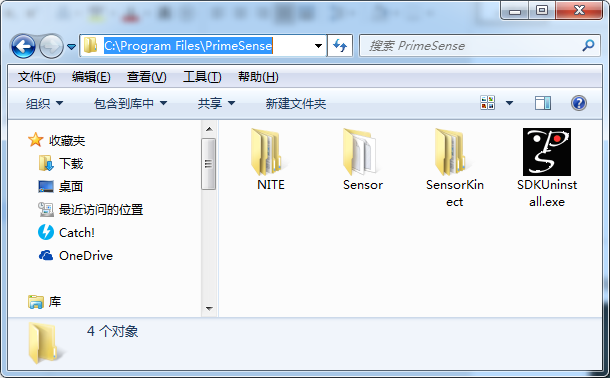 C:\Program Files\PrimeSense
搜索 PrimeSense
文件(F) 编辑(E) 查看(V) 工具(T) 帮助(H)
组织 包含到库中 共享 新建文件夹
收藏夹
下载
桌面
最近访问的位置
Catch!
OneDrive
库
NITE
Sensor
SensorKin
ect
SDKUninst
all.exe
4 个对象